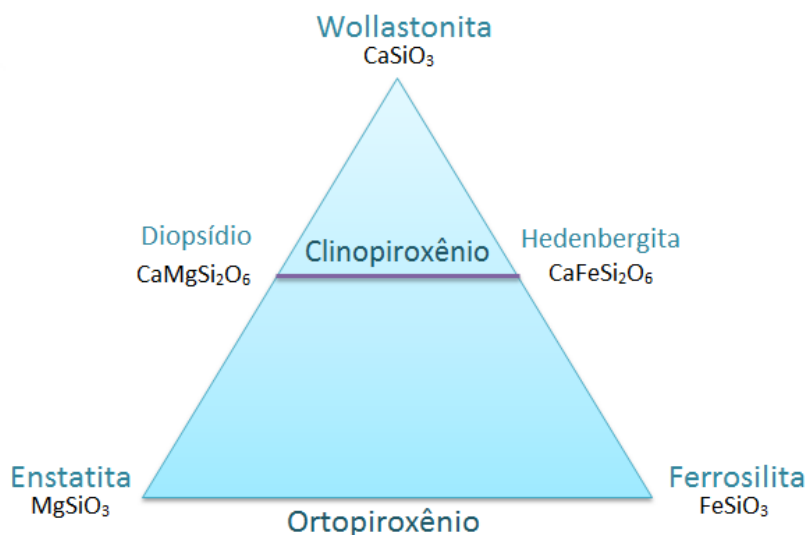 Wollastonita
CaSiO₃
Diopsídio
CaMgSi₂O₆
Clinopiroxênio
Hedenbergita
CaFeSi₂O₆
Enstatita
MgSiO₃
Ortopiroxênio
Ferrosilita
FeSiO₃